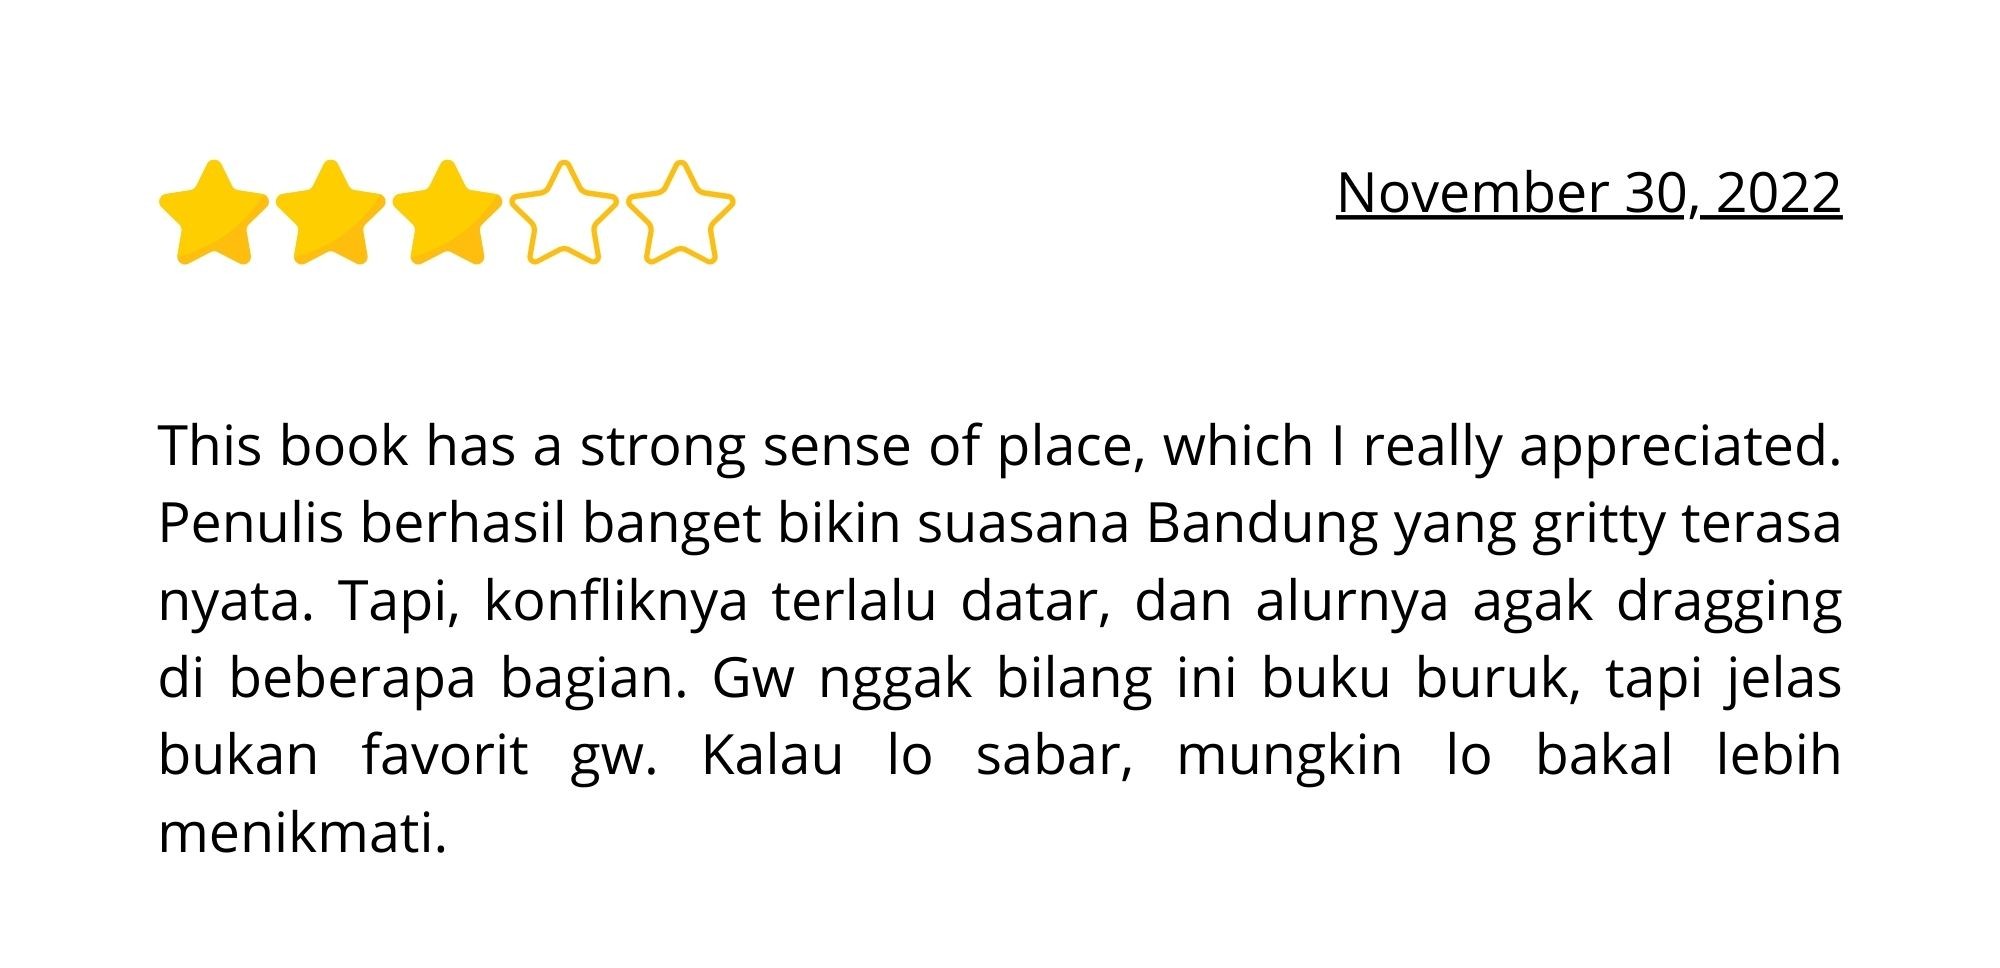 November 30, 2022
This book has a strong sense of place, which I really appreciated.
Penulis berhasil banget bikin suasana Bandung yang gritty terasa
nyata. Tapi, konfliknya terlalu datar, dan alurnya agak dragging
di beberapa bagian. Gw nggak bilang ini buku buruk, tapi jelas
bukan favorit gw. Kalau lo sabar, mungkin lo bakal lebih
menikmati.